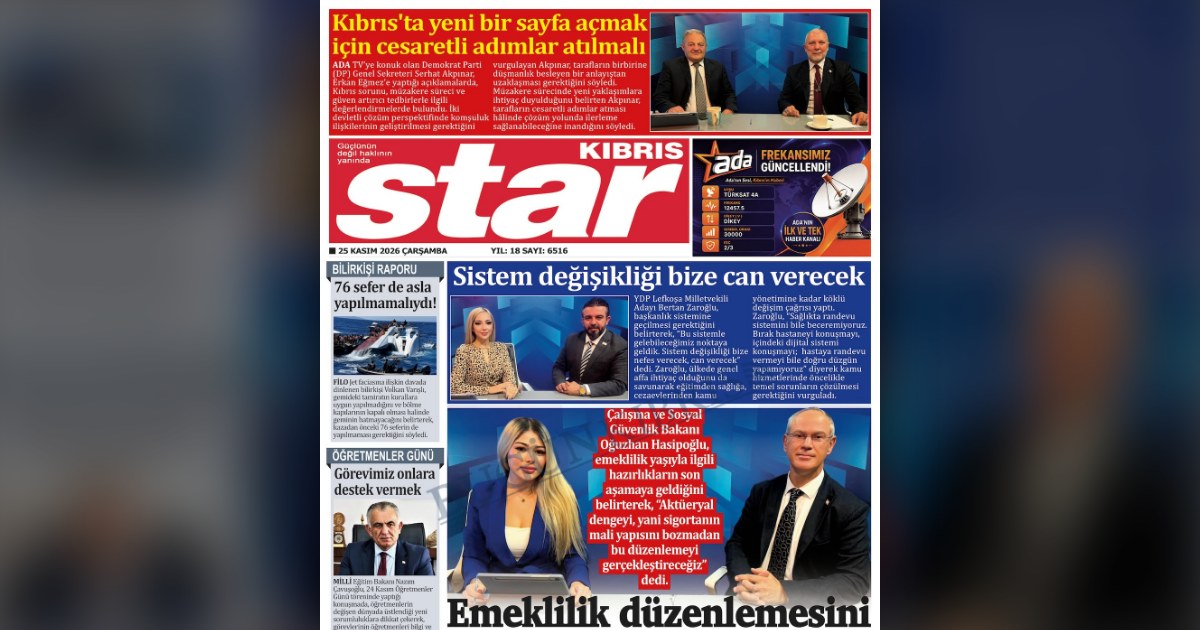 Kıbrıs'ta yeni bir sayfa açmak
için cesaretli adımlar atılmalı
ADA TV'ye konuk olan Demokrat Parti
(DP) Genel Sekreteri Serhat Akpınar,
Erkan Eğmez'e yaptığı açıklamalarda,
Kıbrıs sorunu, müzakere süreci ve
güven artırıcı tedbirlerle ilgili
değerlendirmelerde bulundu. İki
devletli çözüm perspektifinde komşuluk
ilişkilerinin geliştirilmesi gerektiğini
vurgulayan Akpınar, tarafların birbirine
düşmanlık besleyen bir anlayıştan
uzaklaşması gerektiğini söyledi.
Müzakere sürecinde yeni yaklaşımlara
ihtiyaç duyulduğunu belirten Akpınar,
tarafların cesaretli adımlar atması
hâlinde çözüm yolunda ilerleme
sağlanabileceğine inandığını söyledi.
Güçlünün
değil haklının
yanında
KIBRIS
star
25 KASIM 2026 ÇARŞAMBA
YIL: 18 SAYI: 6516
ada
FREKANSIMIZ
GÜNCELLENDİ!
TÜRKSAT 4A
12457.5
DİKEY
30000
2/3
ADA'NIN
İLK VE TEK
HABER KANALI
BİLİRKİŞİ RAPORU
76 sefer de asla
yapılmamalıydı!
FİLO Jet faciasına ilişkin davada
dinlenen bilirkişi Volkan Varışlı,
gemideki tamiratın kurallara
uygun yapılmadığını ve bölme
kapılarının kapalı olması halinde
geminin batmayacağını belirterek,
kazadan önceki 76 seferin de
yapılmaması gerektiğini söyledi.
ÖĞRETMENLER GÜNÜ
Görevimiz onlara
destek vermek
MİLLİ Eğitim Bakanı Nazım
Çavuşoğlu, 24 Kasım Öğretmenler
Günü töreninde yaptığı
konuşmada, öğretmenlerin
değişen dünyada üstlendiği yeni
sorumluluklara dikkat çekerek,
görevlerinin öğretmenleri bilgi ve
Sistem değişikliği bize can verecek
YDP Lefkoşa Milletvekili
Adayı Bertan Zaroğlu,
başkanlık sistemine
geçilmesi gerektiğini
belirterek, "Bu sistemle
gelebileceğimiz noktaya
geldik. Sistem değişikliği bize
nefes verecek, can verecek"
dedi. Zaroğlu, ülkede genel
affa ihtiyaç olduğunu da
savunarak eğitimden sağlığa,
cezaevlerinden kamu
yönetimine kadar köklü
değişim çağrısı yaptı.
Zaroğlu, "Sağlıkta randevu
sistemini bile beceremiyoruz.
Bırak hastaneyi konuşmayı,
içindeki dijital sistemi
konuşmayı; hastaya randevu
vermeyi bile doğru düzgün
yapamıyoruz" diyerek kamu
hizmetlerinde öncelikle
temel sorunların çözülmesi
gerektiğini vurguladı.
Çalışma ve Sosyal
Güvenlik Bakanı
Oğuzhan Hasipoğlu,
emeklilik yaşıyla ilgili
hazırlıkların son
aşamaya geldiğini
belirterek, "Aktüeryal
dengeyi, yani sigortanın
mali yapısını bozmadan
bu düzenlemeyi
gerçekleştireceğiz"
dedi.
Emeklilik düzenlemesini